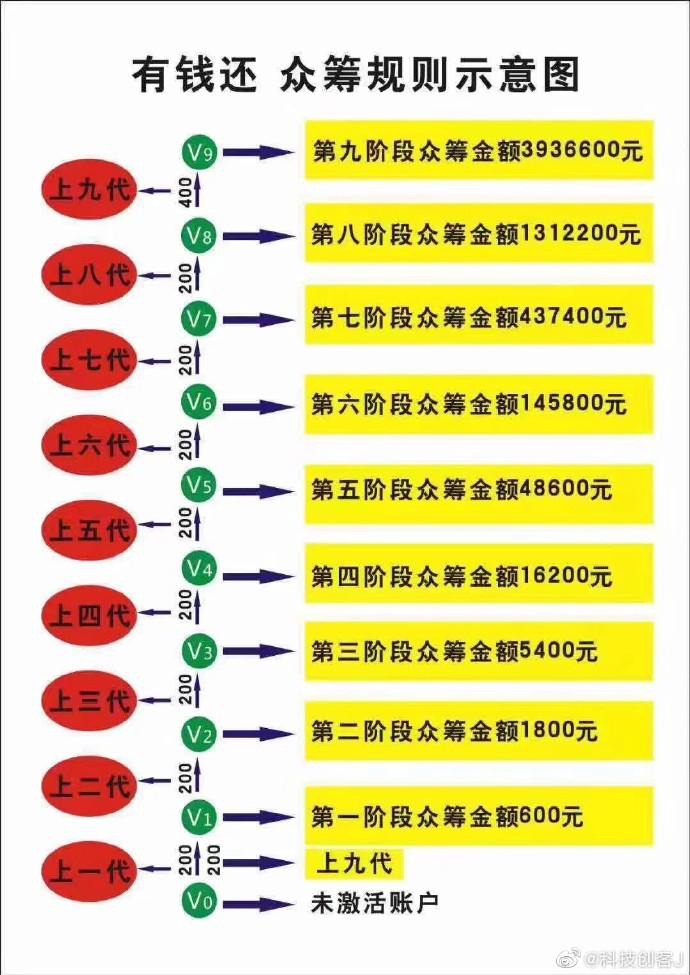 有钱还 众筹规则示意图
V9
第九阶段众筹金额3936600元
上九代
400
V8
第八阶段众筹金额1312200元
上八代
200
V7
第七阶段众筹金额437400元
上七代
200
V6
第六阶段众筹金额145800元
上六代
200
V5
第五阶段众筹金额48600元
上五代
200
V4
第四阶段众筹金额16200元
上四代
200
V3
第三阶段众筹金额5400元
上三代
200
V2
第二阶段众筹金额1800元
上二代
200
V1
第一阶段众筹金额600元
上一代
200
200
上九代
V0
未激活账户
@科技创客J